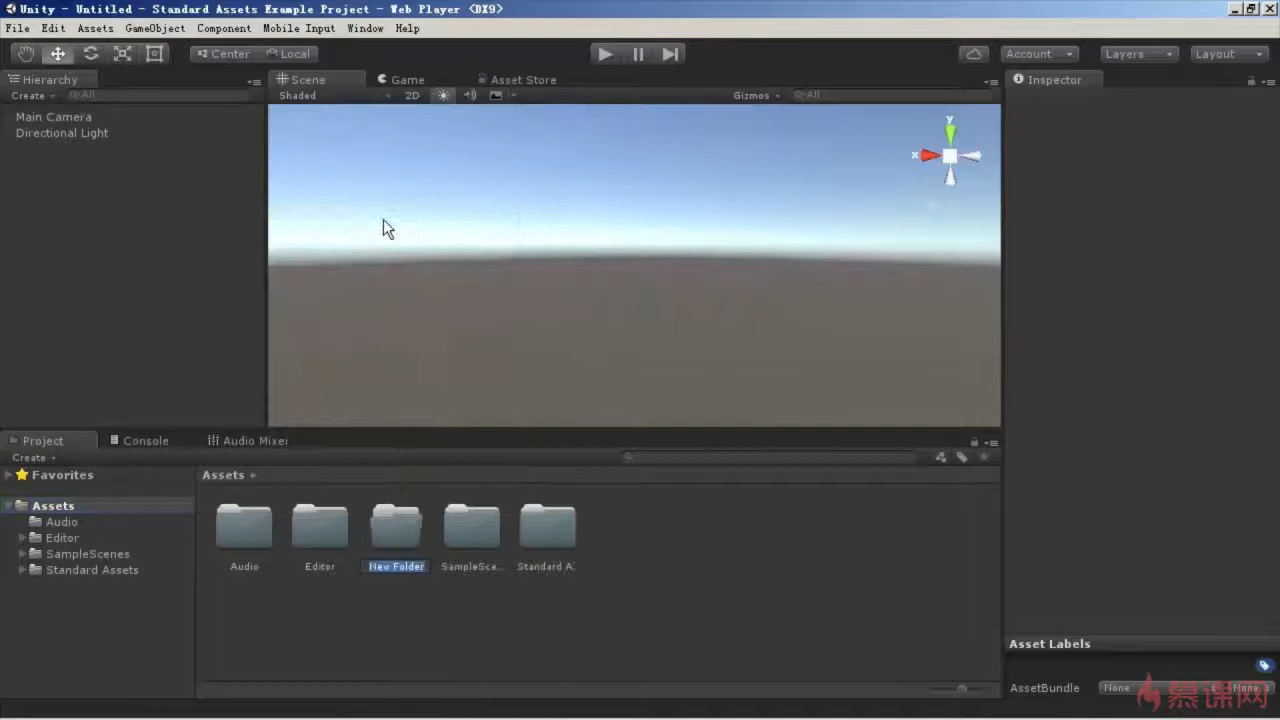 Unity - Untitled - Standard Assets Example Project - Web Player <DX9>
File Edit Assets GameObject Component Mobile Input Window Help
Center Local Account Layers Layout
Hierarchy Scene Game Asset Store Inspector
Create All Shaded 2D Gizmos All
Main Camera
Directional Light
y
x
Project Console Audio Mixer
Create
Favorites Assets
Assets
Audio
Editor
SampleScenes
Standard Assets
Audio Editor New Folder SampleSce... Standard A.
Asset Labels
AssetBundle None None
慕课网